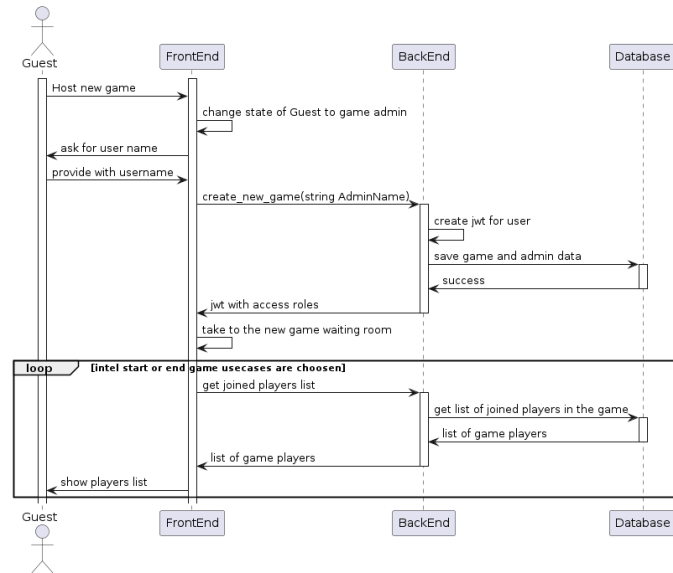 Guest
FrontEnd
BackEnd
Database
Host new game
change state of Guest to game admin
ask for user name
provide with username
create_new_game(string AdminName)
create jwt for user
save game and admin data
success
jwt with access roles
take to the new game waiting room
loop [intel start or end game usecases are choosen]
get joined players list
get list of joined players in the game
list of game players
list of game players
show players list
Guest
FrontEnd
BackEnd
Database